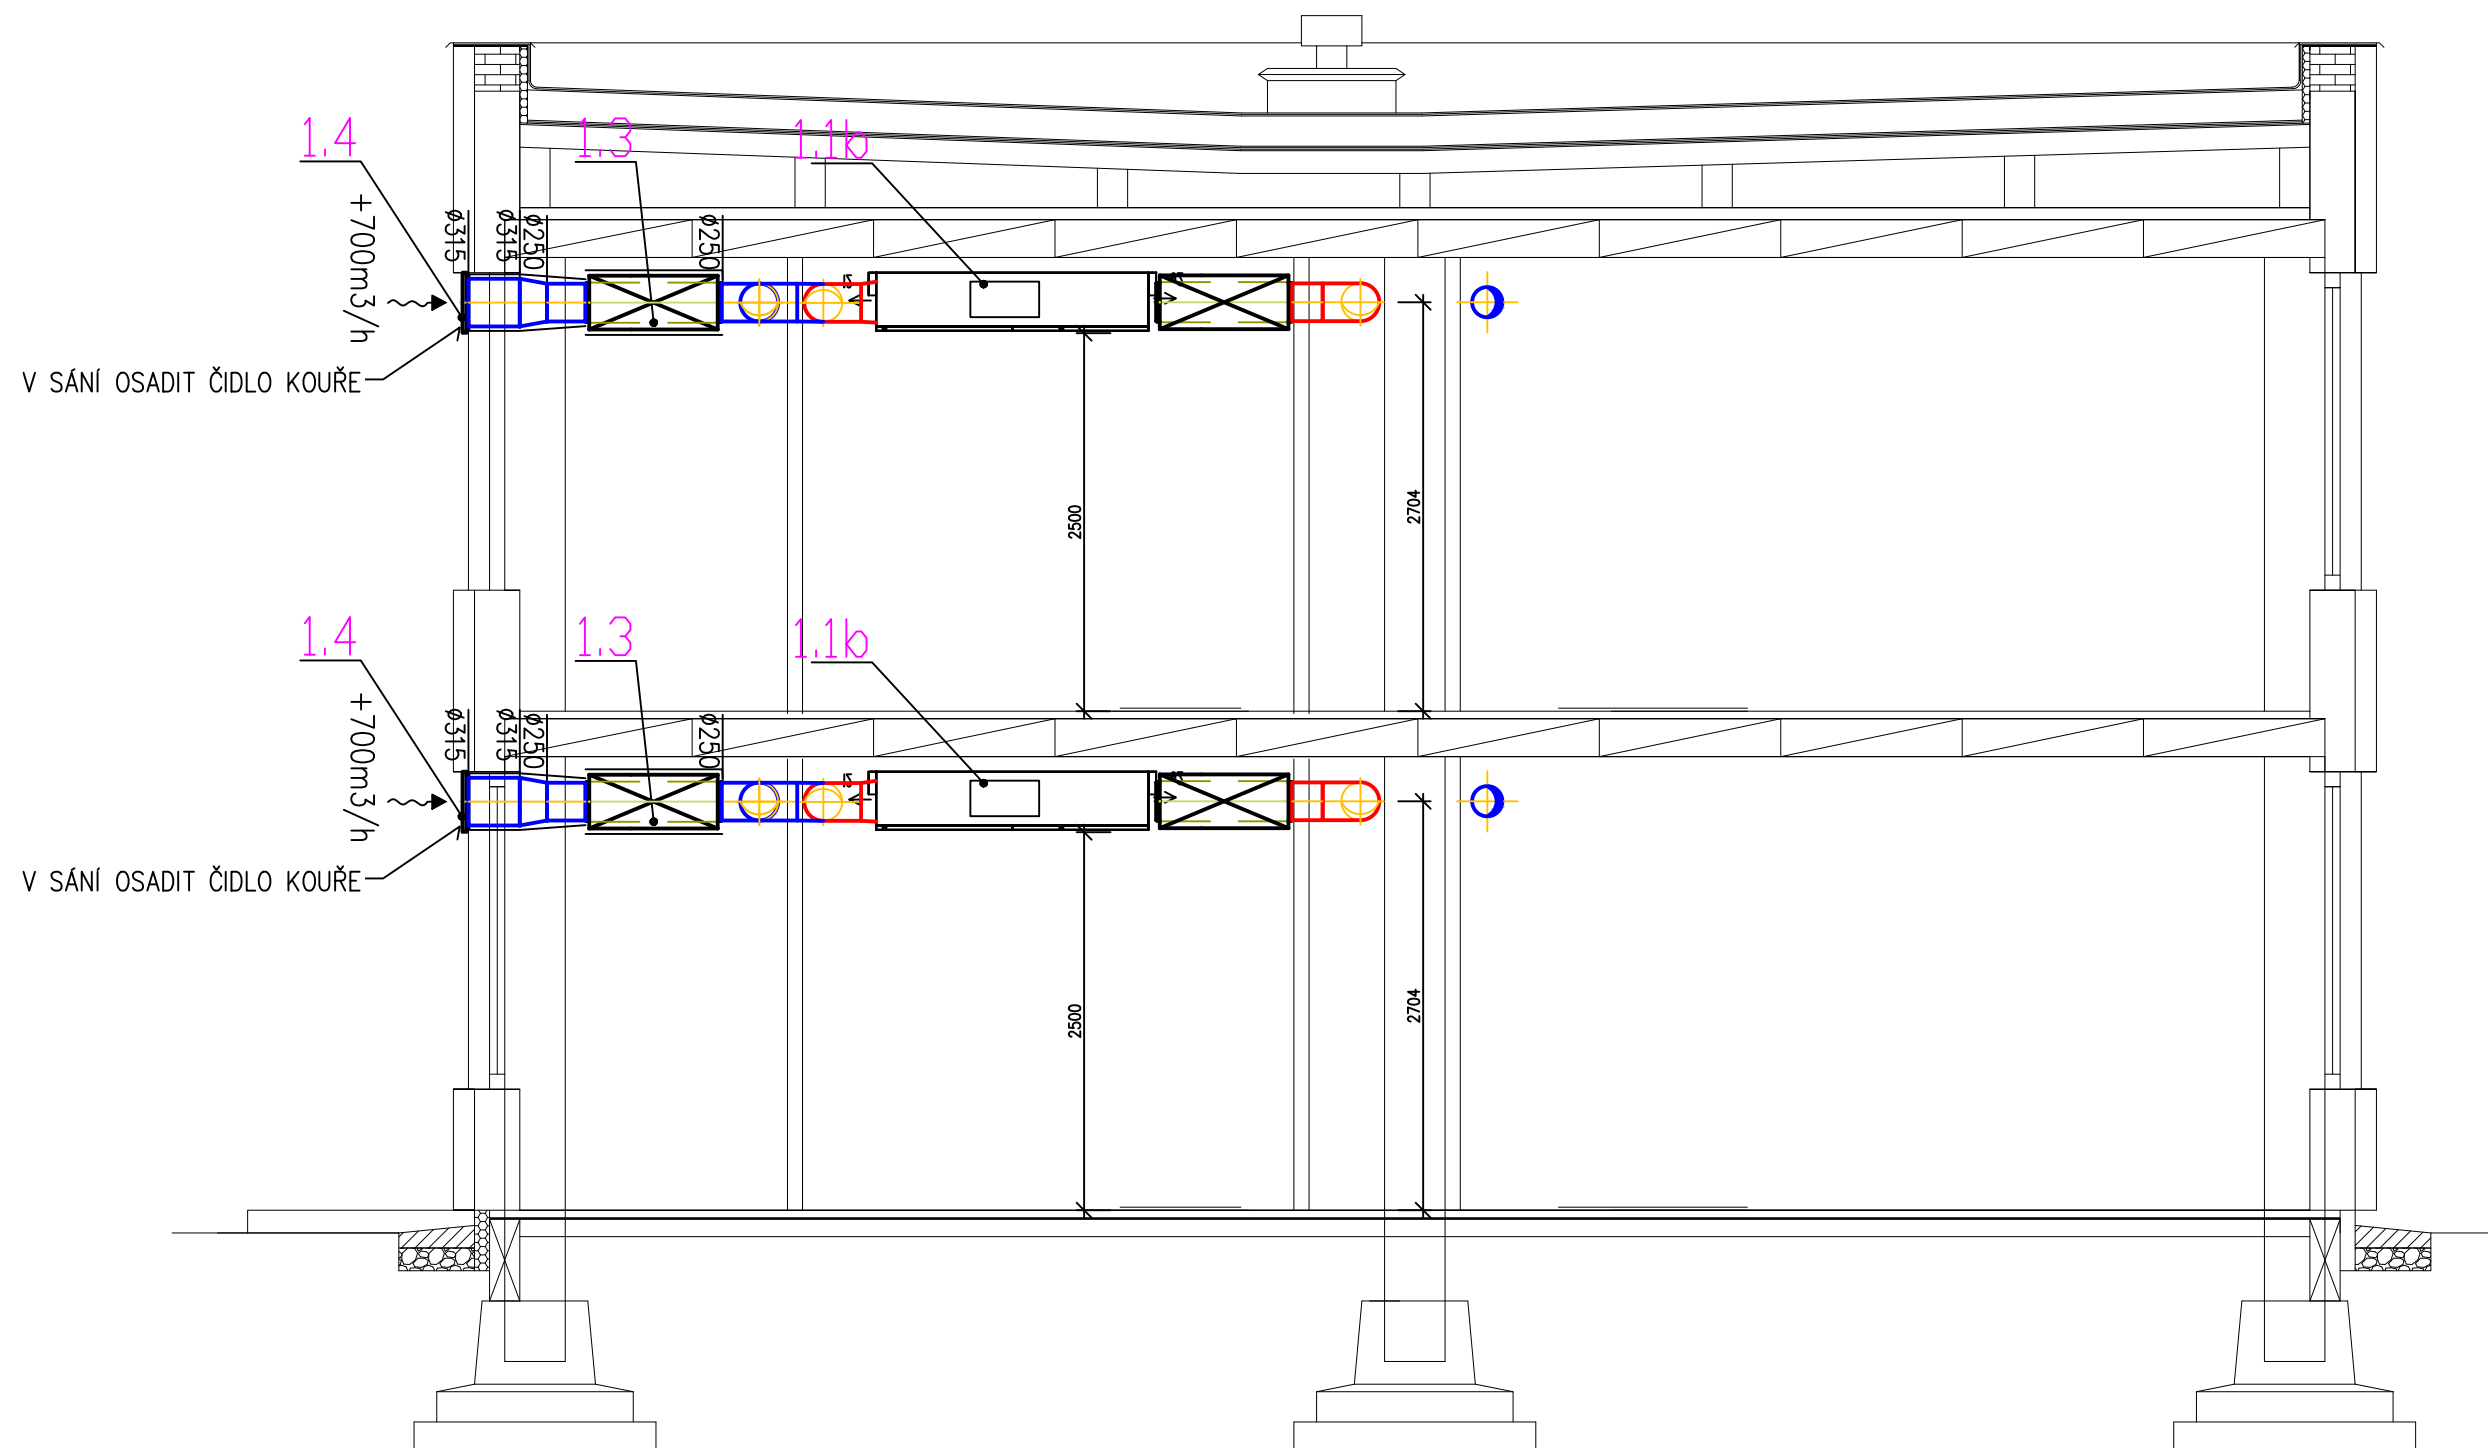 1.4
1.3
1.1b
+700m3/h
ø315
ø315
ø250
ø250
V SÁNÍ OSADIT ČIDLO KOUŘE
2500
2704
1.4
1.3
1.1b
+700m3/h
ø315
ø315
ø250
ø250
V SÁNÍ OSADIT ČIDLO KOUŘE
2500
2704